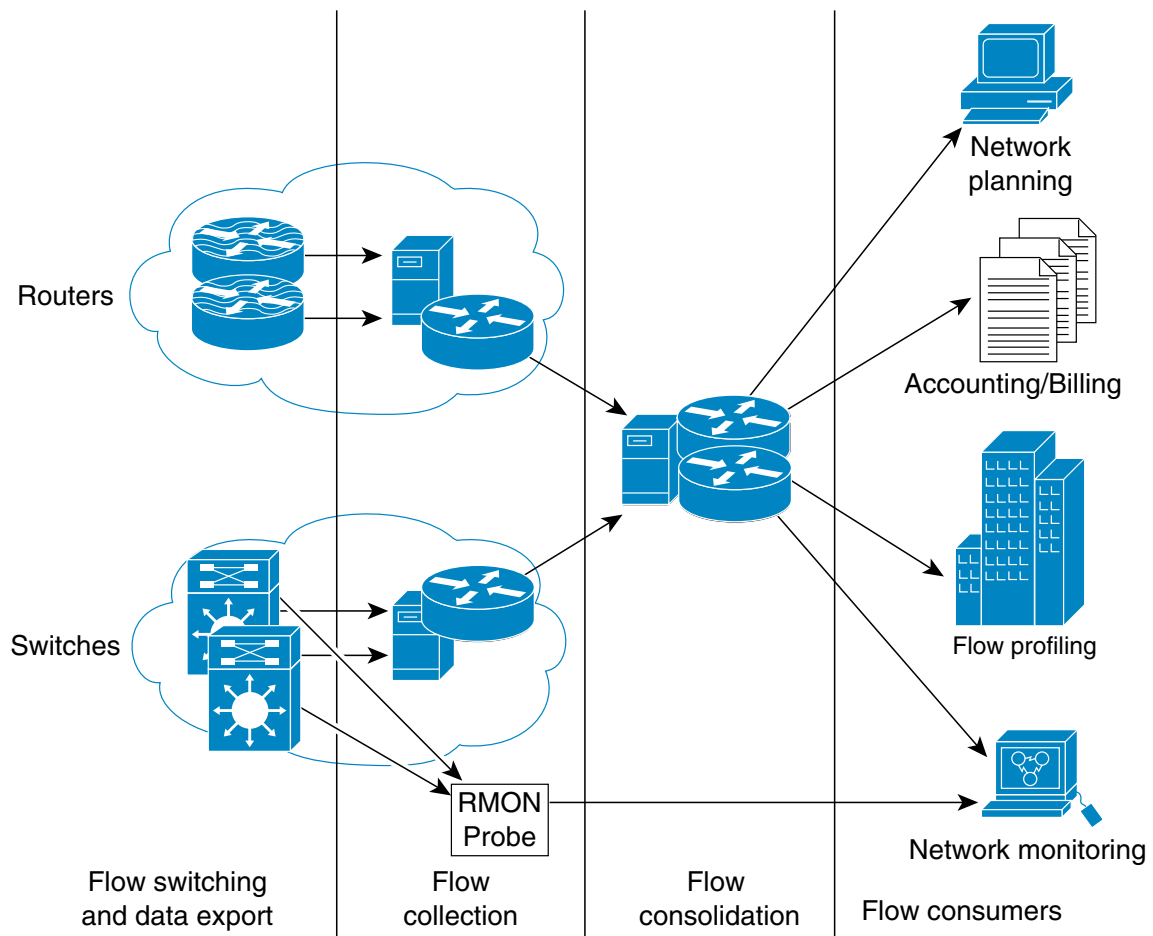 Network
planning
Routers
Accounting/Billing
Switches
Flow profiling
RMON
Probe
Network monitoring
Flow switching
and data export
Flow
collection
Flow
consolidation
Flow consumers